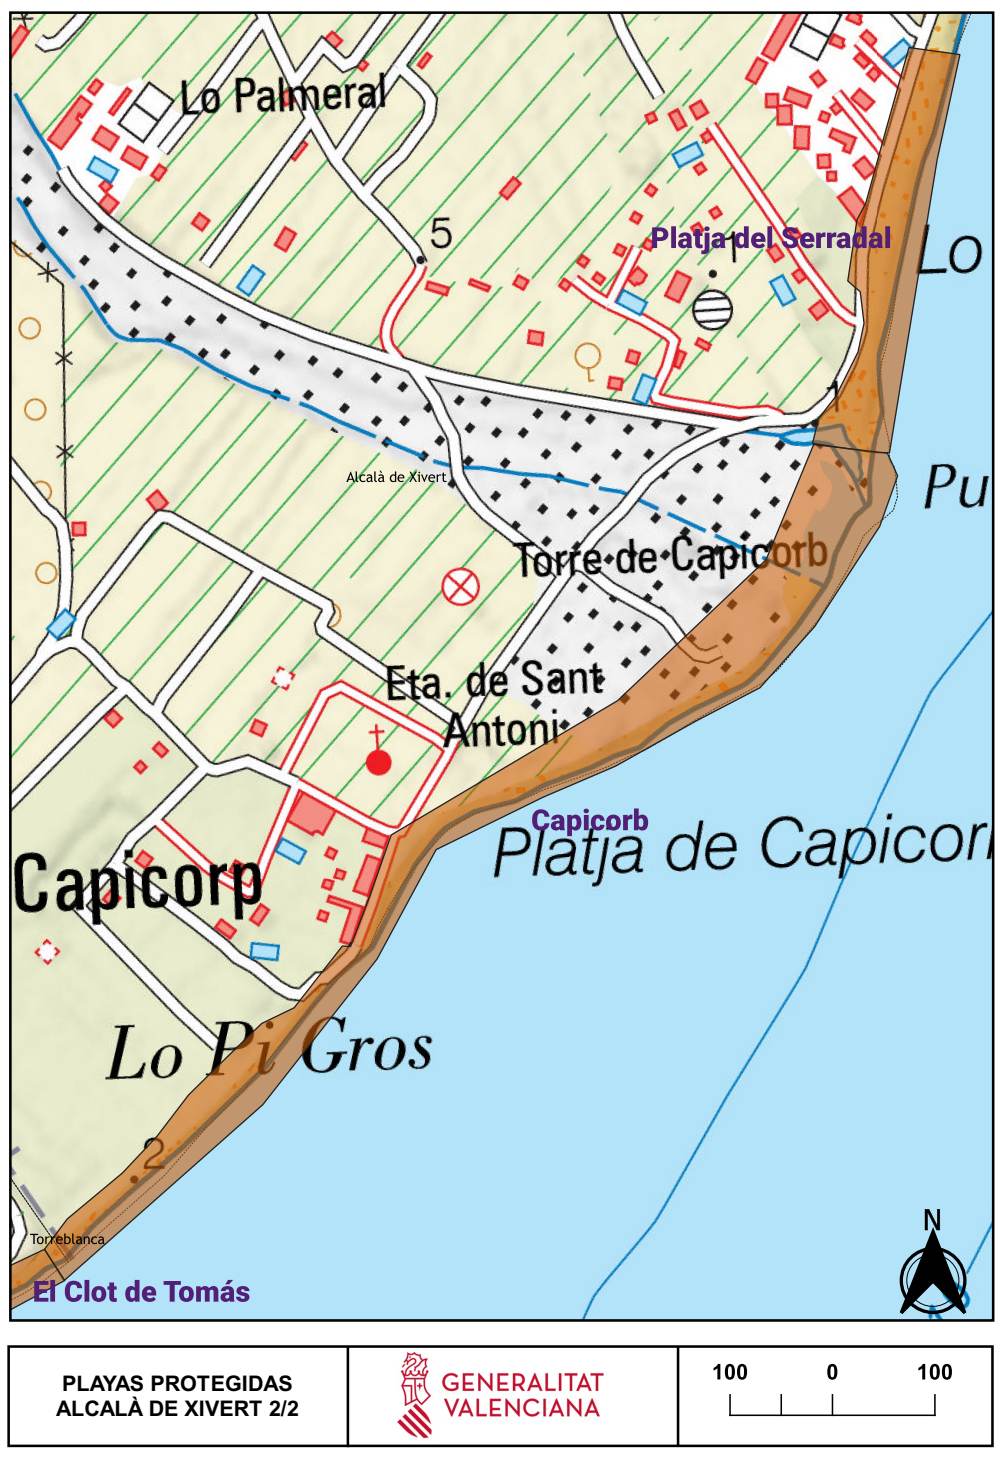 Lo Palmeral
5
Platja del Serradal
1
Lo
1
Alcalà de Xivert
Pu
Torre de Capicorb
Eta. de Sant
Antoni
Capicorb
Platja de Capicor
Capicorp
Lo Pi Gros
2
Torreblanca
El Clot de Tomás
N
PLAYAS PROTEGIDAS
ALCALÀ DE XIVERT 2/2
GENERALITAT
VALENCIANA
100 0 100